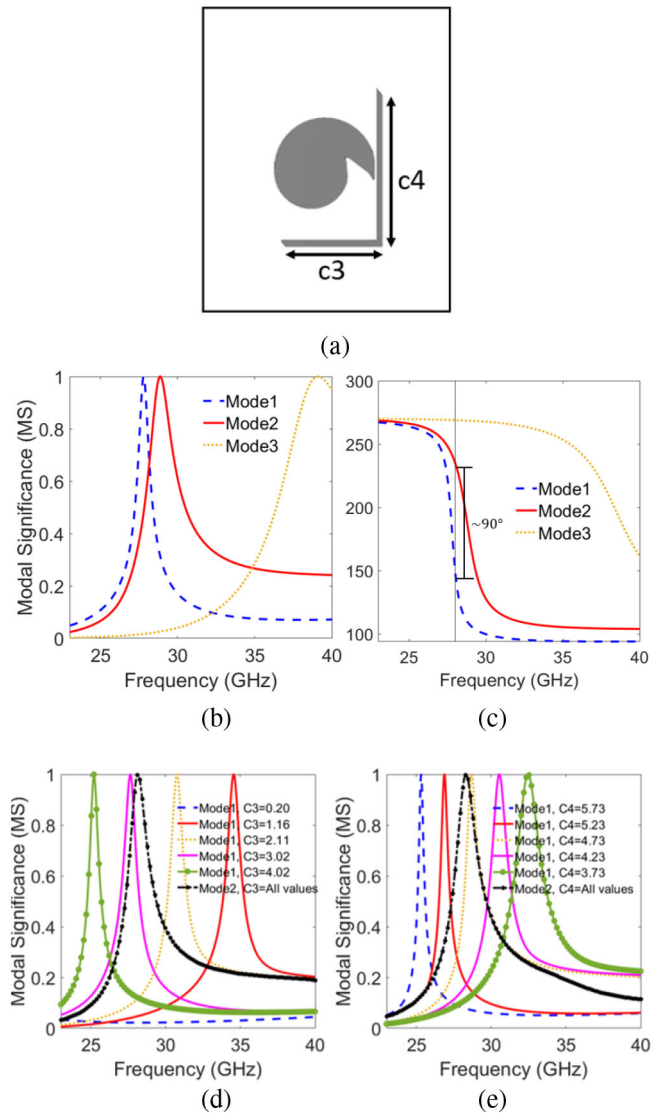 c4
c3
(a)
Modal Significance (MS)
1
0.8
0.6
0.4
0.2
0
Mode1
Mode2
Mode3
25 30 35 40
Frequency (GHz)
(b)
300
250
200
150
100
Mode1
Mode2
Mode3
~90°
25 30 35 40
Frequency (GHz)
(c)
Modal Significance (MS)
1
0.8
0.6
0.4
0.2
0
Mode1, C3=0.20
Mode1, C3=1.16
Mode1, C3=2.11
Mode1, C3=3.02
Mode1, C3=4.02
Mode2, C3=All values
25 30 35 40
Frequency (GHz)
(d)
Modal Significance (MS)
1
0.8
0.6
0.4
0.2
0
Mode1, C4=5.73
Mode1, C4=5.23
Mode1, C4=4.73
Mode1, C4=4.23
Mode1, C4=3.73
Mode2, C4=All values
25 30 35 40
Frequency (GHz)
(e)